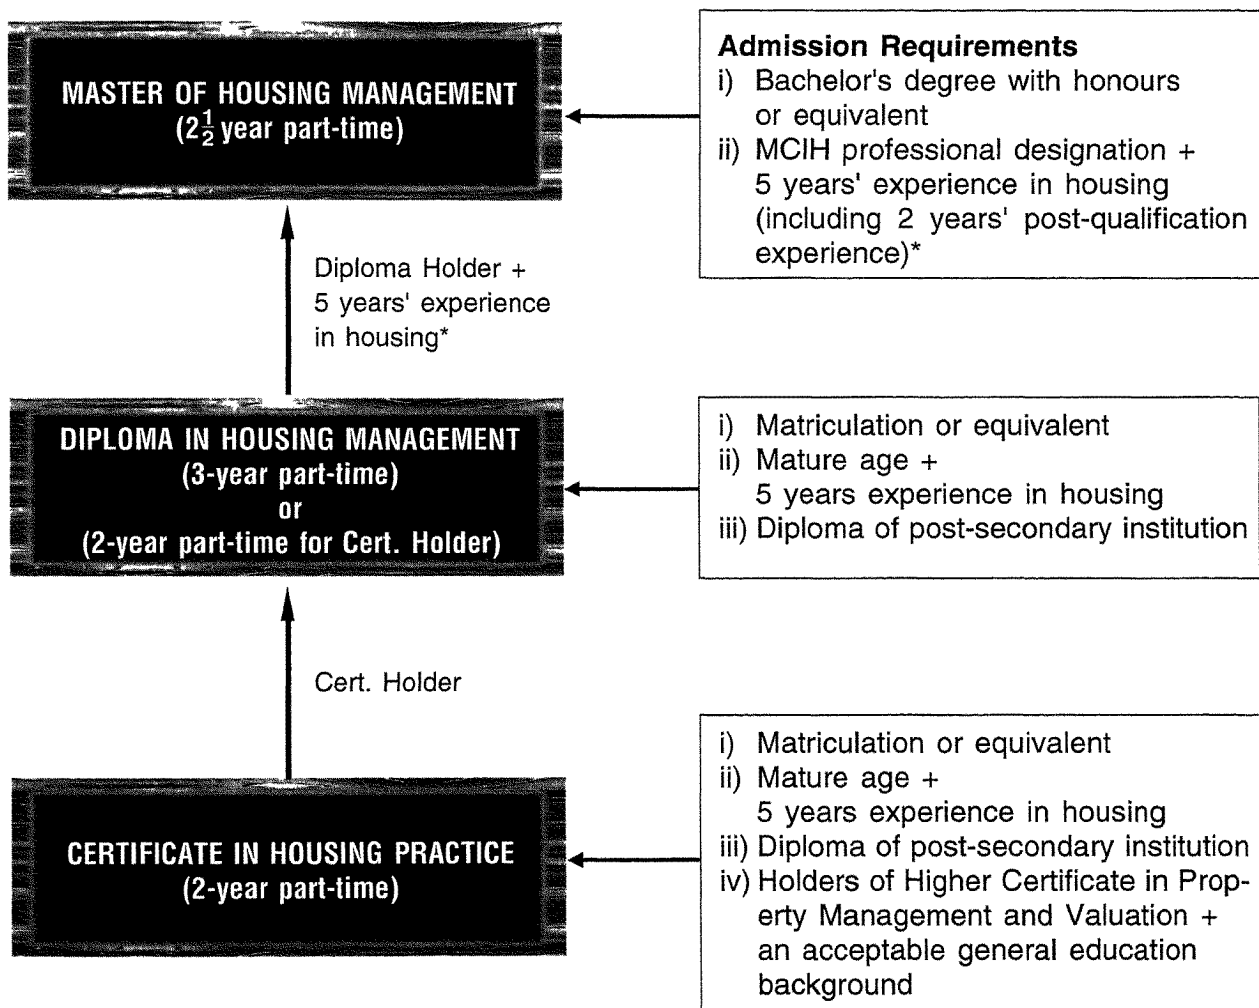 MASTER OF HOUSING MANAGEMENT
(2½ year part-time)
Admission Requirements
i) Bachelor's degree with honours
or equivalent
ii) MCIH professional designation +
5 years' experience in housing
(including 2 years' post-qualification
experience)*
Diploma Holder +
5 years' experience
in housing*
DIPLOMA IN HOUSING MANAGEMENT
(3-year part-time)
or
(2-year part-time for Cert. Holder)
i) Matriculation or equivalent
ii) Mature age +
5 years experience in housing
iii) Diploma of post-secondary institution
Cert. Holder
CERTIFICATE IN HOUSING PRACTICE
(2-year part-time)
i) Matriculation or equivalent
ii) Mature age +
5 years experience in housing
iii) Diploma of post-secondary institution
iv) Holders of Higher Certificate in Prop-
erty Management and Valuation +
an acceptable general education
background